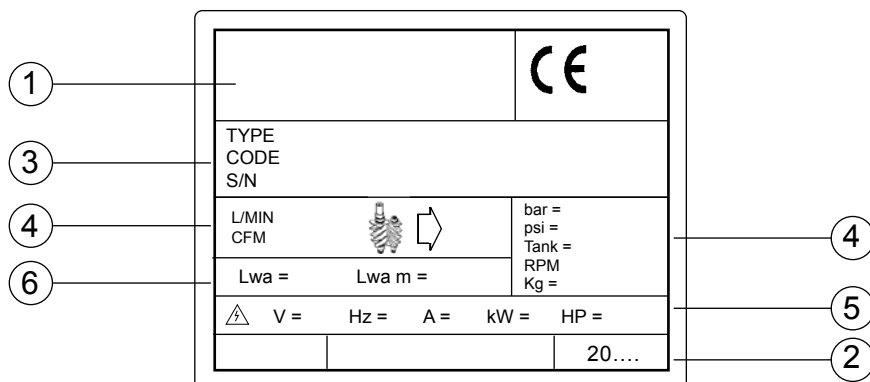 1
CE
3
TYPE
CODE
S/N
4
L/MIN
CFM
bar =
psi =
Tank =
RPM
Kg =
4
6
Lwa = Lwa m =
V = Hz = A = kW = HP =
5
20....
2